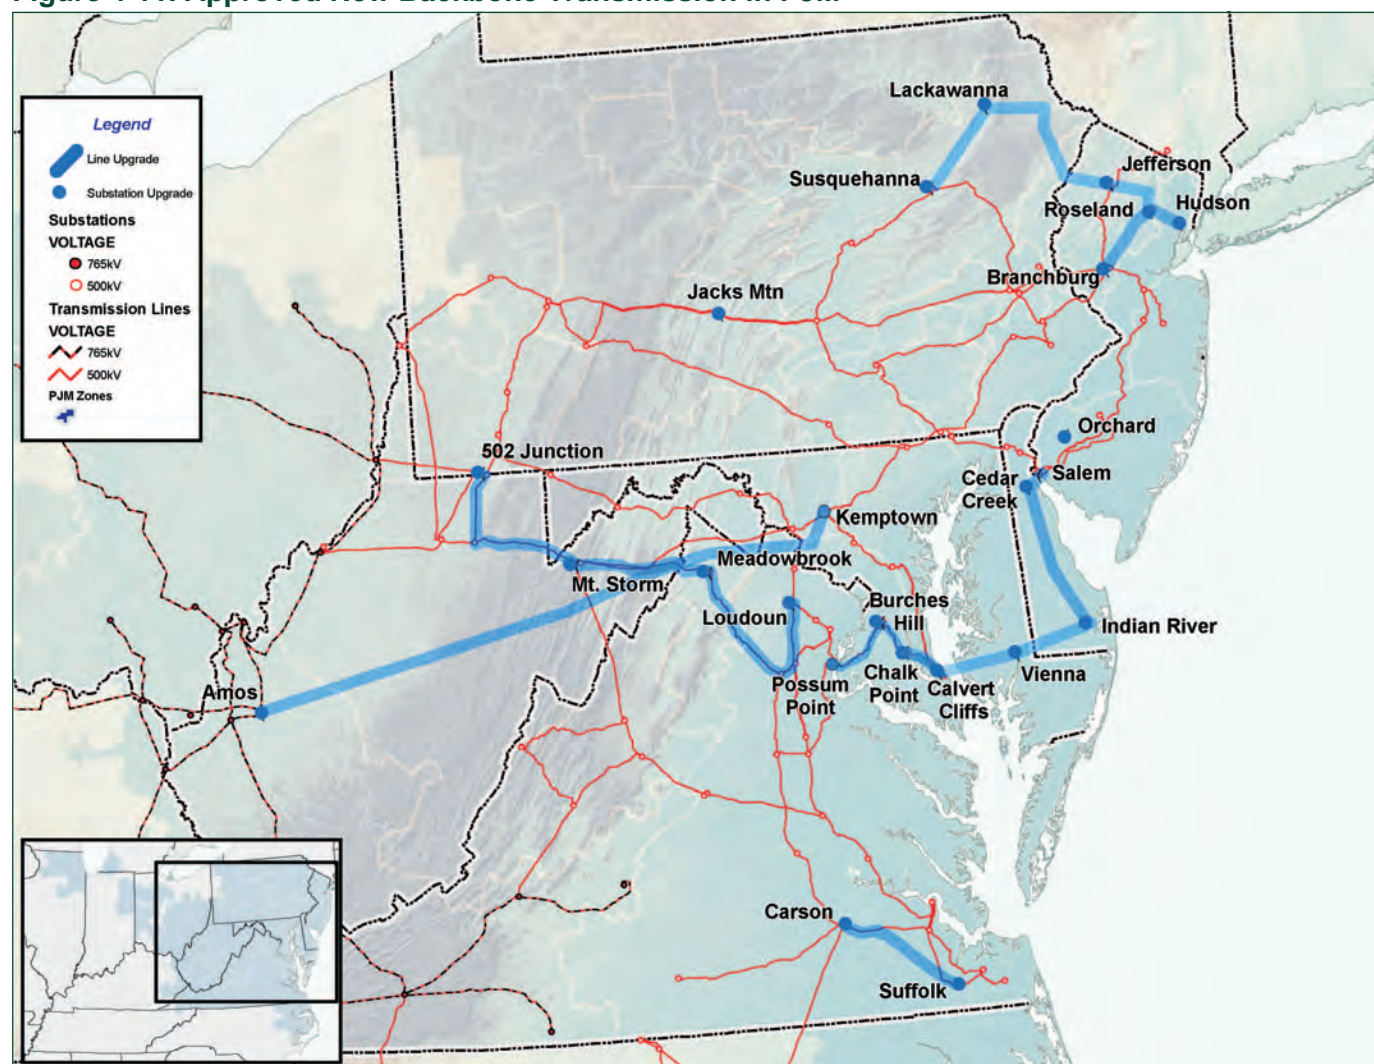 Legend
Line Upgrade
Substation Upgrade
Substations
VOLTAGE
765kV
500kV
Transmission Lines
VOLTAGE
765kV
500kV
PJM Zones
Lackawanna
Susquehanna
Jefferson
Roseland
Hudson
Branchburg
Jacks Mtn
Orchard
502 Junction
Cedar
Creek
Salem
Kemptown
Meadowbrook
Mt. Storm
Loudoun
Burches
Hill
Indian River
Possum
Point
Chalk
Point
Calvert
Cliffs
Vienna
Amos
Carson
Suffolk